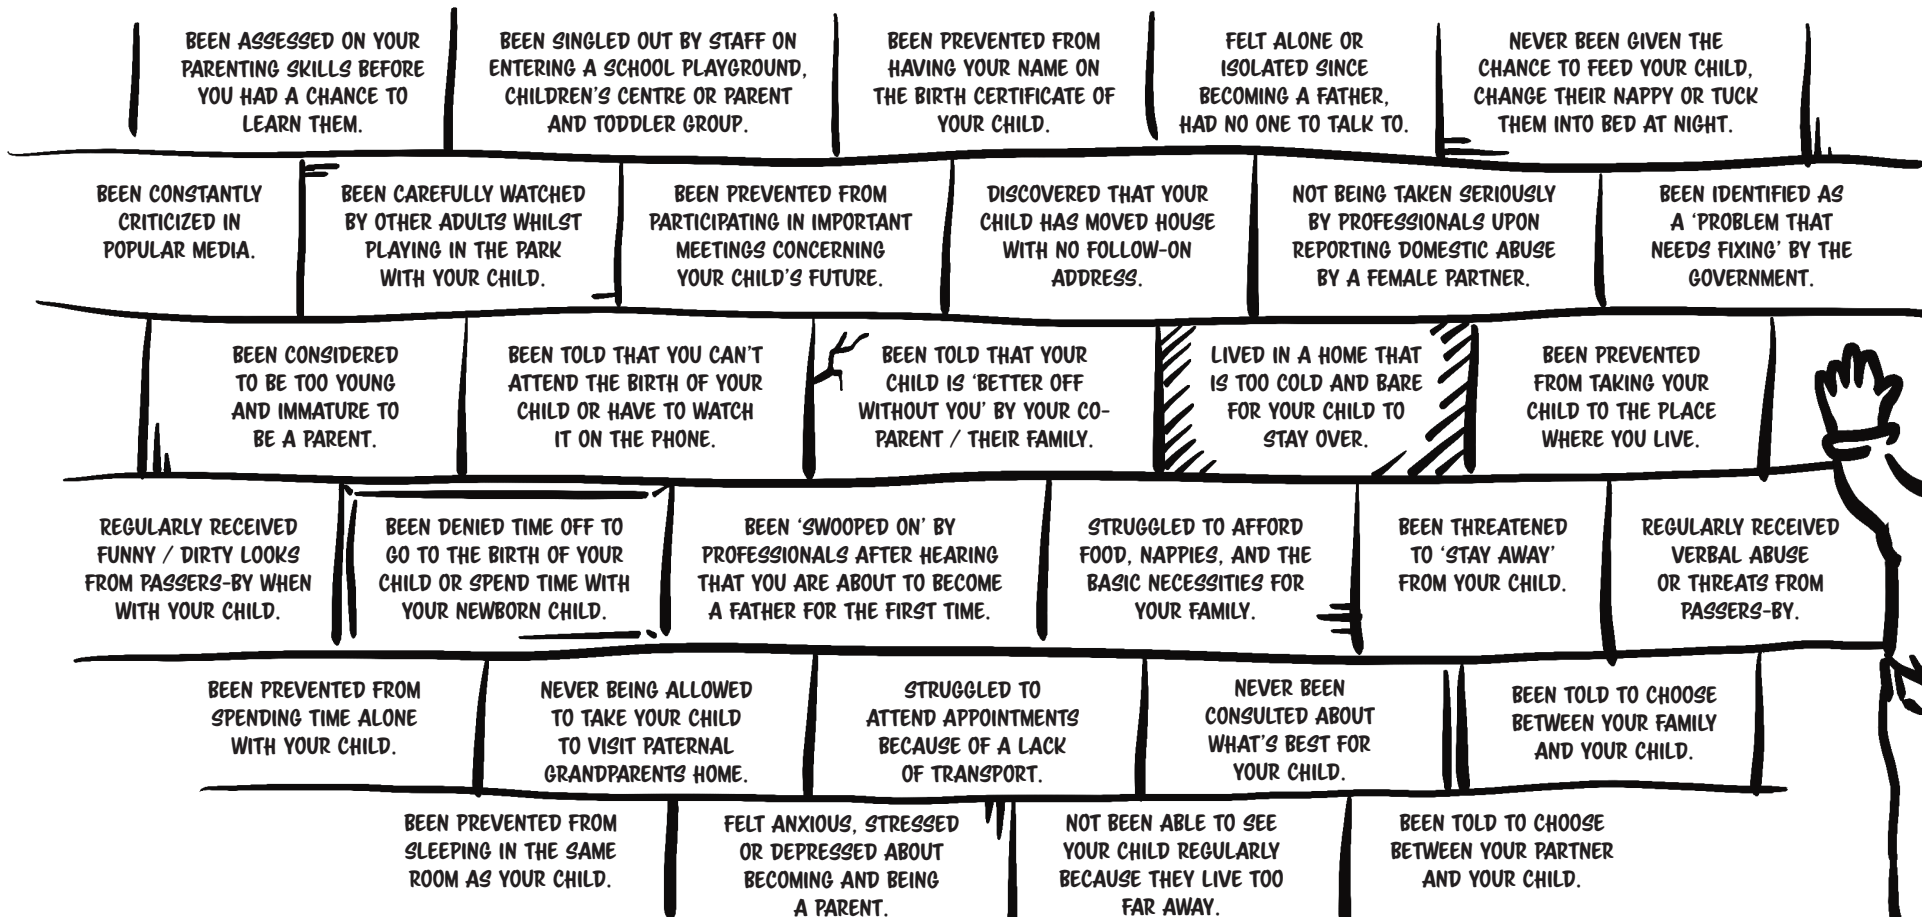 BEEN ASSESSED ON YOUR
PARENTING SKILLS BEFORE
YOU HAD A CHANCE TO
LEARN THEM.
BEEN SINGLED OUT BY STAFF ON
ENTERING A SCHOOL PLAYGROUND,
CHILDREN'S CENTRE OR PARENT
AND TODDLER GROUP.
BEEN PREVENTED FROM
HAVING YOUR NAME ON
THE BIRTH CERTIFICATE OF
YOUR CHILD.
FELT ALONE OR
ISOLATED SINCE
BECOMING A FATHER,
HAD NO ONE TO TALK TO.
NEVER BEEN GIVEN THE
CHANCE TO FEED YOUR CHILD,
CHANGE THEIR NAPPY OR TUCK
THEM INTO BED AT NIGHT.
BEEN CONSTANTLY
CRITICIZED IN
POPULAR MEDIA.
BEEN CAREFULLY WATCHED
BY OTHER ADULTS WHILST
PLAYING IN THE PARK
WITH YOUR CHILD.
BEEN PREVENTED FROM
PARTICIPATING IN IMPORTANT
MEETINGS CONCERNING
YOUR CHILD'S FUTURE.
DISCOVERED THAT YOUR
CHILD HAS MOVED HOUSE
WITH NO FOLLOW-ON
ADDRESS.
NOT BEING TAKEN SERIOUSLY
BY PROFESSIONALS UPON
REPORTING DOMESTIC ABUSE
BY A FEMALE PARTNER.
BEEN IDENTIFIED AS
A 'PROBLEM THAT
NEEDS FIXING' BY THE
GOVERNMENT.
BEEN CONSIDERED
TO BE TOO YOUNG
AND IMMATURE TO
BE A PARENT.
BEEN TOLD THAT YOU CAN'T
ATTEND THE BIRTH OF YOUR
CHILD OR HAVE TO WATCH
IT ON THE PHONE.
BEEN TOLD THAT YOUR
CHILD IS 'BETTER OFF
WITHOUT YOU' BY YOUR CO-
PARENT / THEIR FAMILY.
LIVED IN A HOME THAT
IS TOO COLD AND BARE
FOR YOUR CHILD TO
STAY OVER.
BEEN PREVENTED
FROM TAKING YOUR
CHILD TO THE PLACE
WHERE YOU LIVE.
REGULARLY RECEIVED
FUNNY / DIRTY LOOKS
FROM PASSERS-BY WHEN
WITH YOUR CHILD.
BEEN DENIED TIME OFF TO
GO TO THE BIRTH OF YOUR
CHILD OR SPEND TIME WITH
YOUR NEWBORN CHILD.
BEEN 'SWOOPED ON' BY
PROFESSIONALS AFTER HEARING
THAT YOU ARE ABOUT TO BECOME
A FATHER FOR THE FIRST TIME.
STRUGGLED TO AFFORD
FOOD, NAPPIES, AND THE
BASIC NECESSITIES FOR
YOUR FAMILY.
BEEN THREATENED
TO 'STAY AWAY'
FROM YOUR CHILD.
REGULARLY RECEIVED
VERBAL ABUSE
OR THREATS FROM
PASSERS-BY.
BEEN PREVENTED FROM
SPENDING TIME ALONE
WITH YOUR CHILD.
NEVER BEING ALLOWED
TO TAKE YOUR CHILD
TO VISIT PATERNAL
GRANDPARENTS HOME.
STRUGGLED TO
ATTEND APPOINTMENTS
BECAUSE OF A LACK
OF TRANSPORT.
NEVER BEEN
CONSULTED ABOUT
WHAT'S BEST FOR
YOUR CHILD.
BEEN TOLD TO CHOOSE
BETWEEN YOUR FAMILY
AND YOUR CHILD.
BEEN PREVENTED FROM
SLEEPING IN THE SAME
ROOM AS YOUR CHILD.
FELT ANXIOUS, STRESSED
OR DEPRESSED ABOUT
BECOMING AND BEING
A PARENT.
NOT BEEN ABLE TO SEE
YOUR CHILD REGULARLY
BECAUSE THEY LIVE TOO
FAR AWAY.
BEEN TOLD TO CHOOSE
BETWEEN YOUR PARTNER
AND YOUR CHILD.